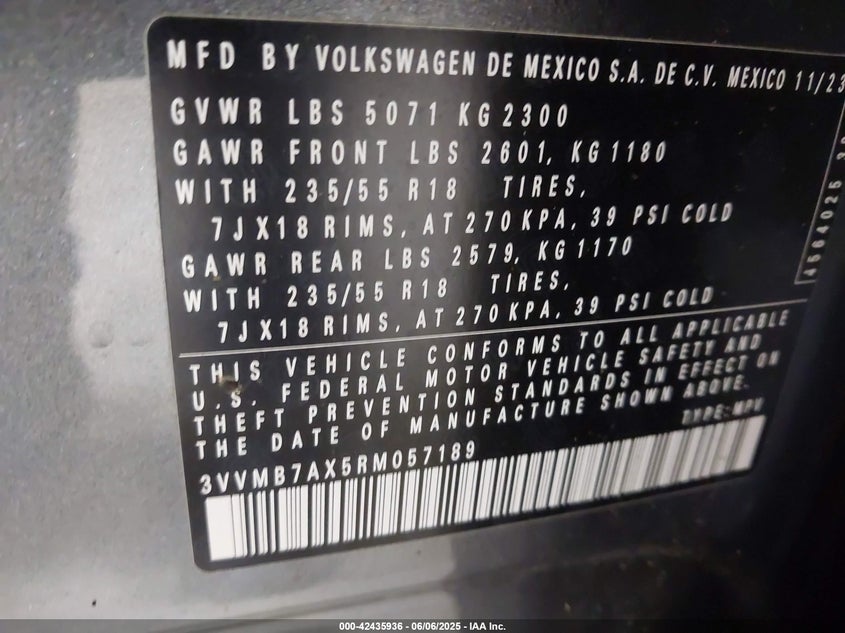 MFD BY VOLKSWAGEN DE MEXICO S.A. DE C.V. MEXICO 11/23
GVWR LBS 5071 KG 2300
GAWR FRONT LBS 2601, KG 1180
WITH 235/55 R18 TIRES,
7JX18 RIMS, AT 270 KPA, 39 PSI COLD
GAWR REAR LBS 2579, KG 1170
WITH 235/55 R18 TIRES,
7JX18 RIMS, AT 270 KPA, 39 PSI COLD
THIS VEHICLE CONFORMS TO ALL APPLICABLE
U.S. FEDERAL MOTOR VEHICLE SAFETY AND
THEFT PREVENTION STANDARDS IN EFFECT ON
THE DATE OF MANUFACTURE SHOWN ABOVE.
TYPE: MPV
3VVMB7AX5RM057189
4564025
000-42435936 - 06/06/2025 - IAA Inc.